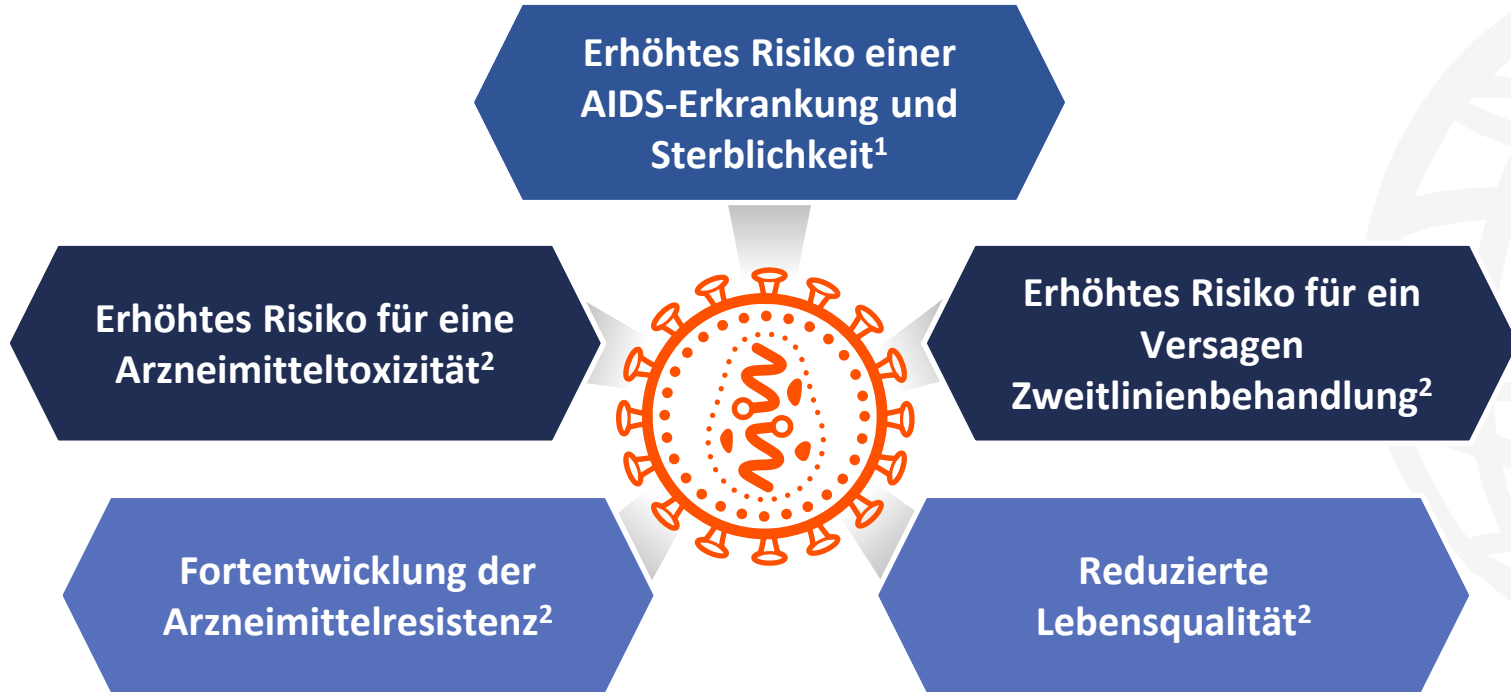 Erhöhtes Risiko einer
AIDS-Erkrankung und
Sterblichkeit¹
Erhöhtes Risiko für eine
Arzneimitteltoxizität²
Erhöhtes Risiko für ein
Versagen
Zweitlinienbehandlung²
Fortentwicklung der
Arzneimittelresistenz²
Reduzierte
Lebensqualität²